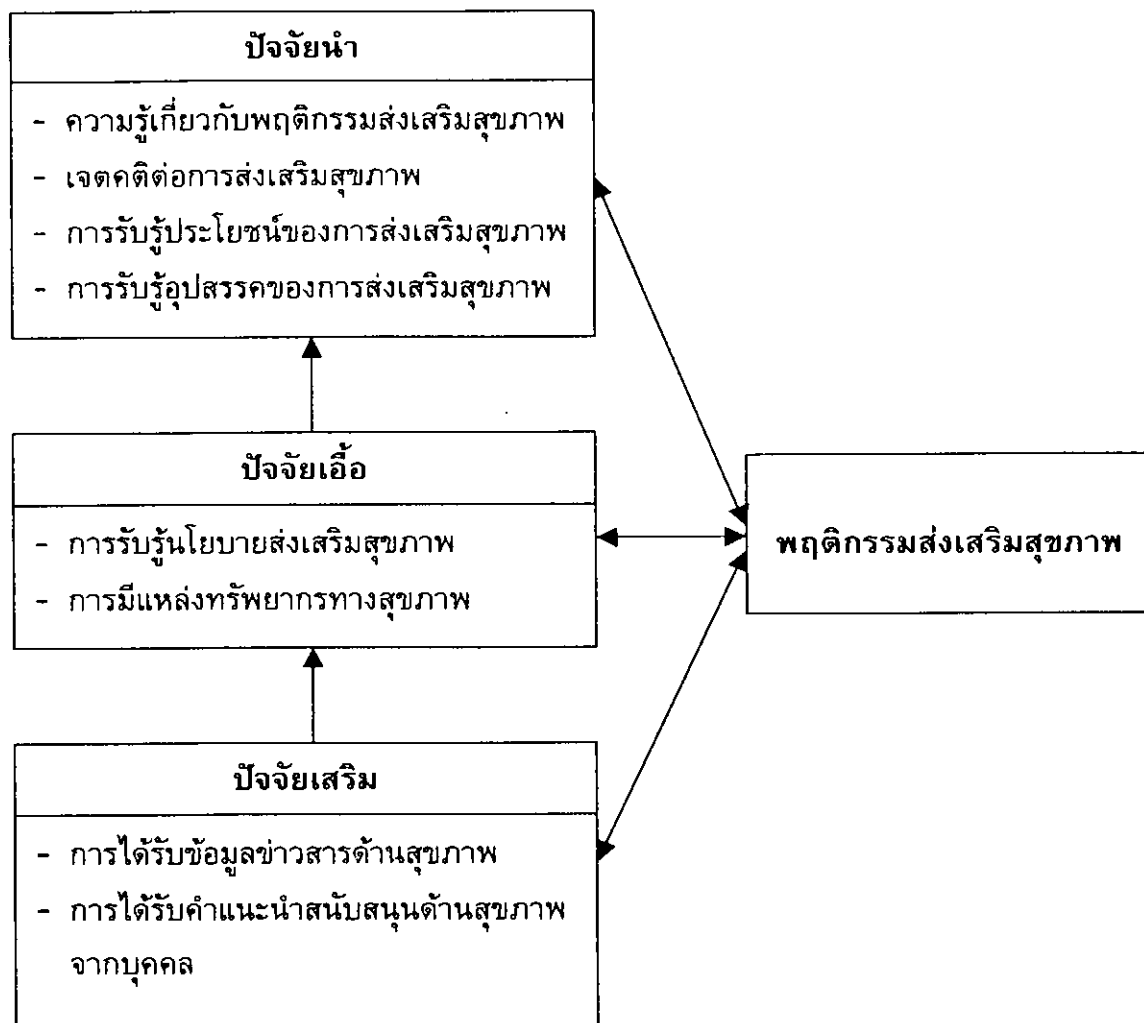 ปัจจัยนำ
- ความรู้เกี่ยวกับพฤติกรรมส่งเสริมสุขภาพ
- เจตคติต่อการส่งเสริมสุขภาพ
- การรับรู้ประโยชน์ของการส่งเสริมสุขภาพ
- การรับรู้อุปสรรคของการส่งเสริมสุขภาพ
ปัจจัยเอื้อ
- การรับรู้นโยบายส่งเสริมสุขภาพ
- การมีแหล่งทรัพยากรทางสุขภาพ
พฤติกรรมส่งเสริมสุขภาพ
ปัจจัยเสริม
- การได้รับข้อมูลข่าวสารด้านสุขภาพ
- การได้รับคำแนะนำสนับสนุนด้านสุขภาพ
จากบุคคล